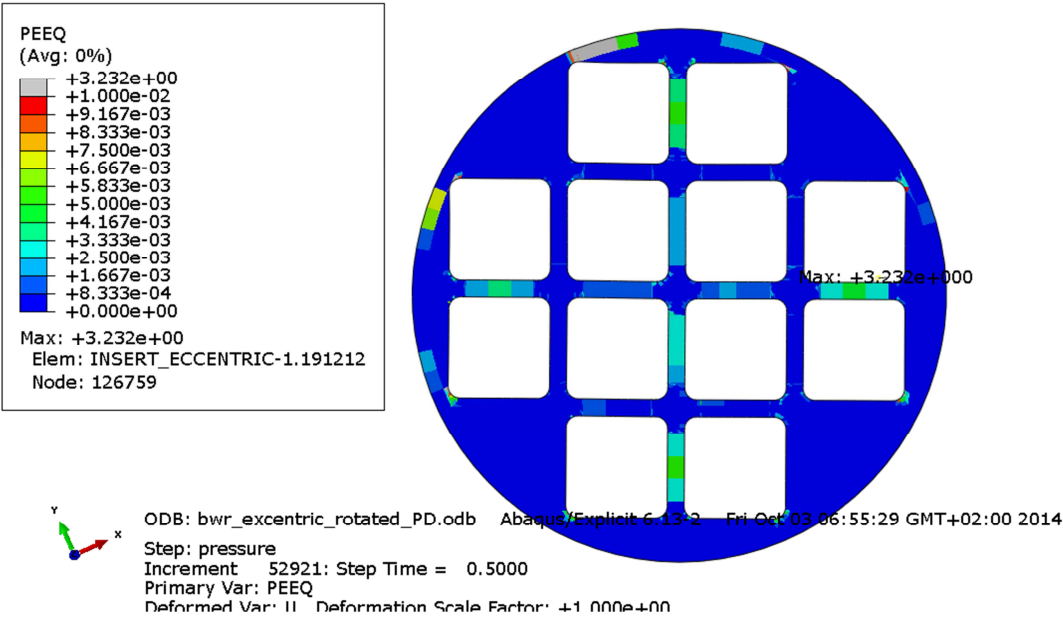 PEEQ
(Avg: 0%)
+3.232e+00
+1.000e-02
+9.167e-03
+8.333e-03
+7.500e-03
+6.667e-03
+5.833e-03
+5.000e-03
+4.167e-03
+3.333e-03
+2.500e-03
+1.667e-03
+8.333e-04
+0.000e+00
Max: +3.232e+00
Elem: INSERT_ECCENTRIC-1.191212
Node: 126759
Max: +3.232e+000
Y
X
ODB: bwr_excentric_rotated_PD.odb Abaqus/Explicit 6.13-2 Fri Oct 03 06:55:29 GMT+02:00 2014
Step: pressure
Increment 52921: Step Time = 0.5000
Primary Var: PEEQ
Deformed Var: U Deformation Scale Factor: +1.000e+00